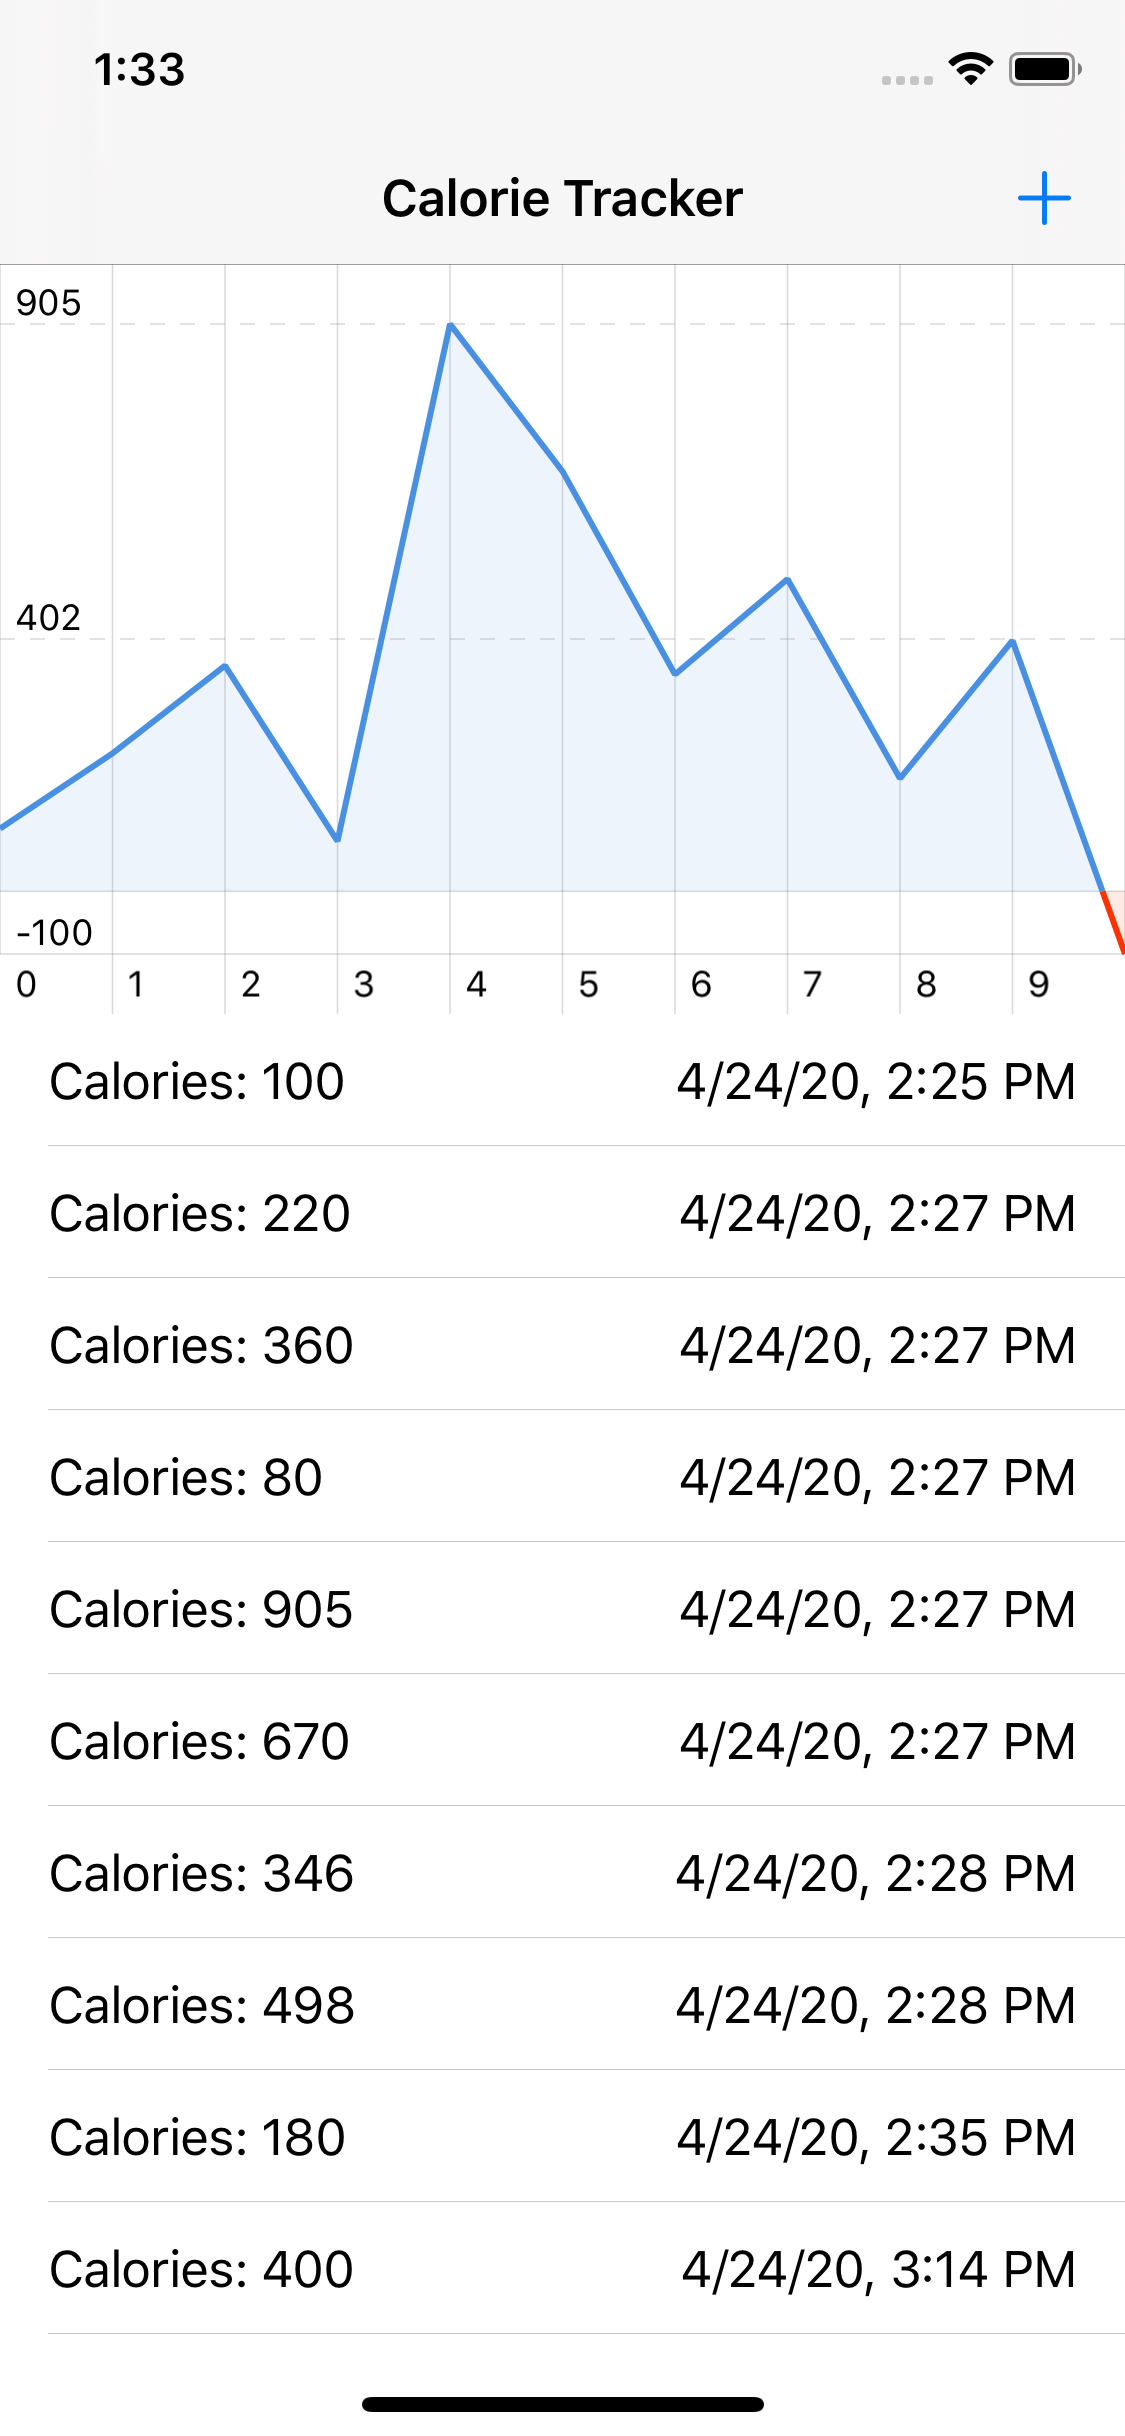 1:33
Calorie Tracker
905
402
-100
0 1 2 3 4 5 6 7 8 9
Calories: 100 4/24/20, 2:25 PM
Calories: 220 4/24/20, 2:27 PM
Calories: 360 4/24/20, 2:27 PM
Calories: 80 4/24/20, 2:27 PM
Calories: 905 4/24/20, 2:27 PM
Calories: 670 4/24/20, 2:27 PM
Calories: 346 4/24/20, 2:28 PM
Calories: 498 4/24/20, 2:28 PM
Calories: 180 4/24/20, 2:35 PM
Calories: 400 4/24/20, 3:14 PM